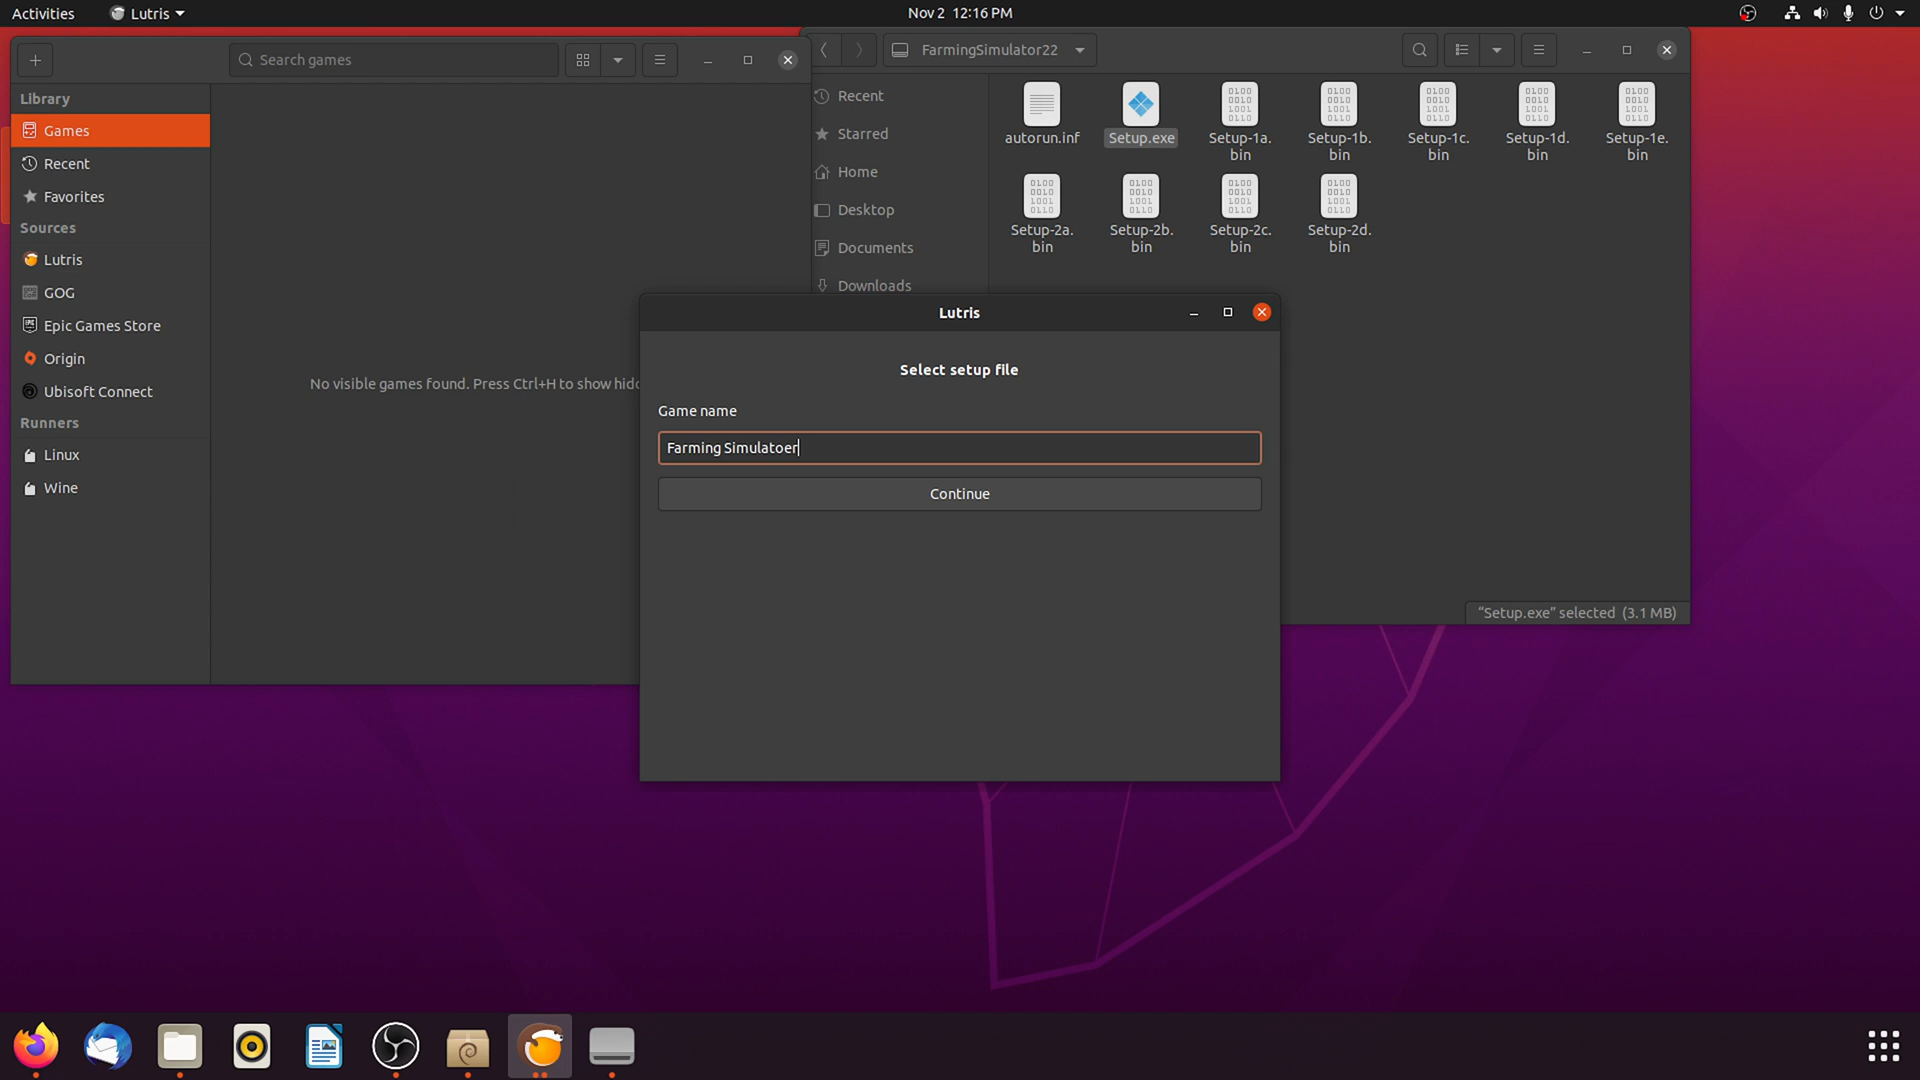 Activities
Lutris
Nov 2 12:16 PM
Search games
Library
Games
Recent
Favorites
Sources
Lutris
GOG
Epic Games Store
Origin
Ubisoft Connect
Runners
Linux
Wine
No visible games found. Press Ctrl+H to show hidd
FarmingSimulator22
Recent
Starred
Home
Desktop
Documents
Downloads
autorun.inf
Setup.exe
Setup-1a.
bin
Setup-1b.
bin
Setup-1c.
bin
Setup-1d.
bin
Setup-1e.
bin
Setup-2a.
bin
Setup-2b.
bin
Setup-2c.
bin
Setup-2d.
bin
"Setup.exe" selected (3.1 MB)
Lutris
Select setup file
Game name
Farming Simulatoer
Continue